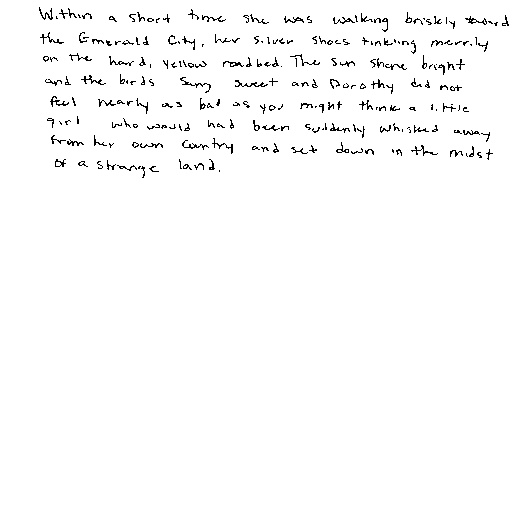 Within a short time she was walking briskly toward
the Emerald City, her Silver Shoes tinkling merrily
on the hard, yellow roadbed. The sun shone bright
and the birds sang sweet and Dorothy did not
feel nearly as bad as you might think a little
girl who would had been suddenly whisked away
from her own country and set down in the midst
of a strange land.